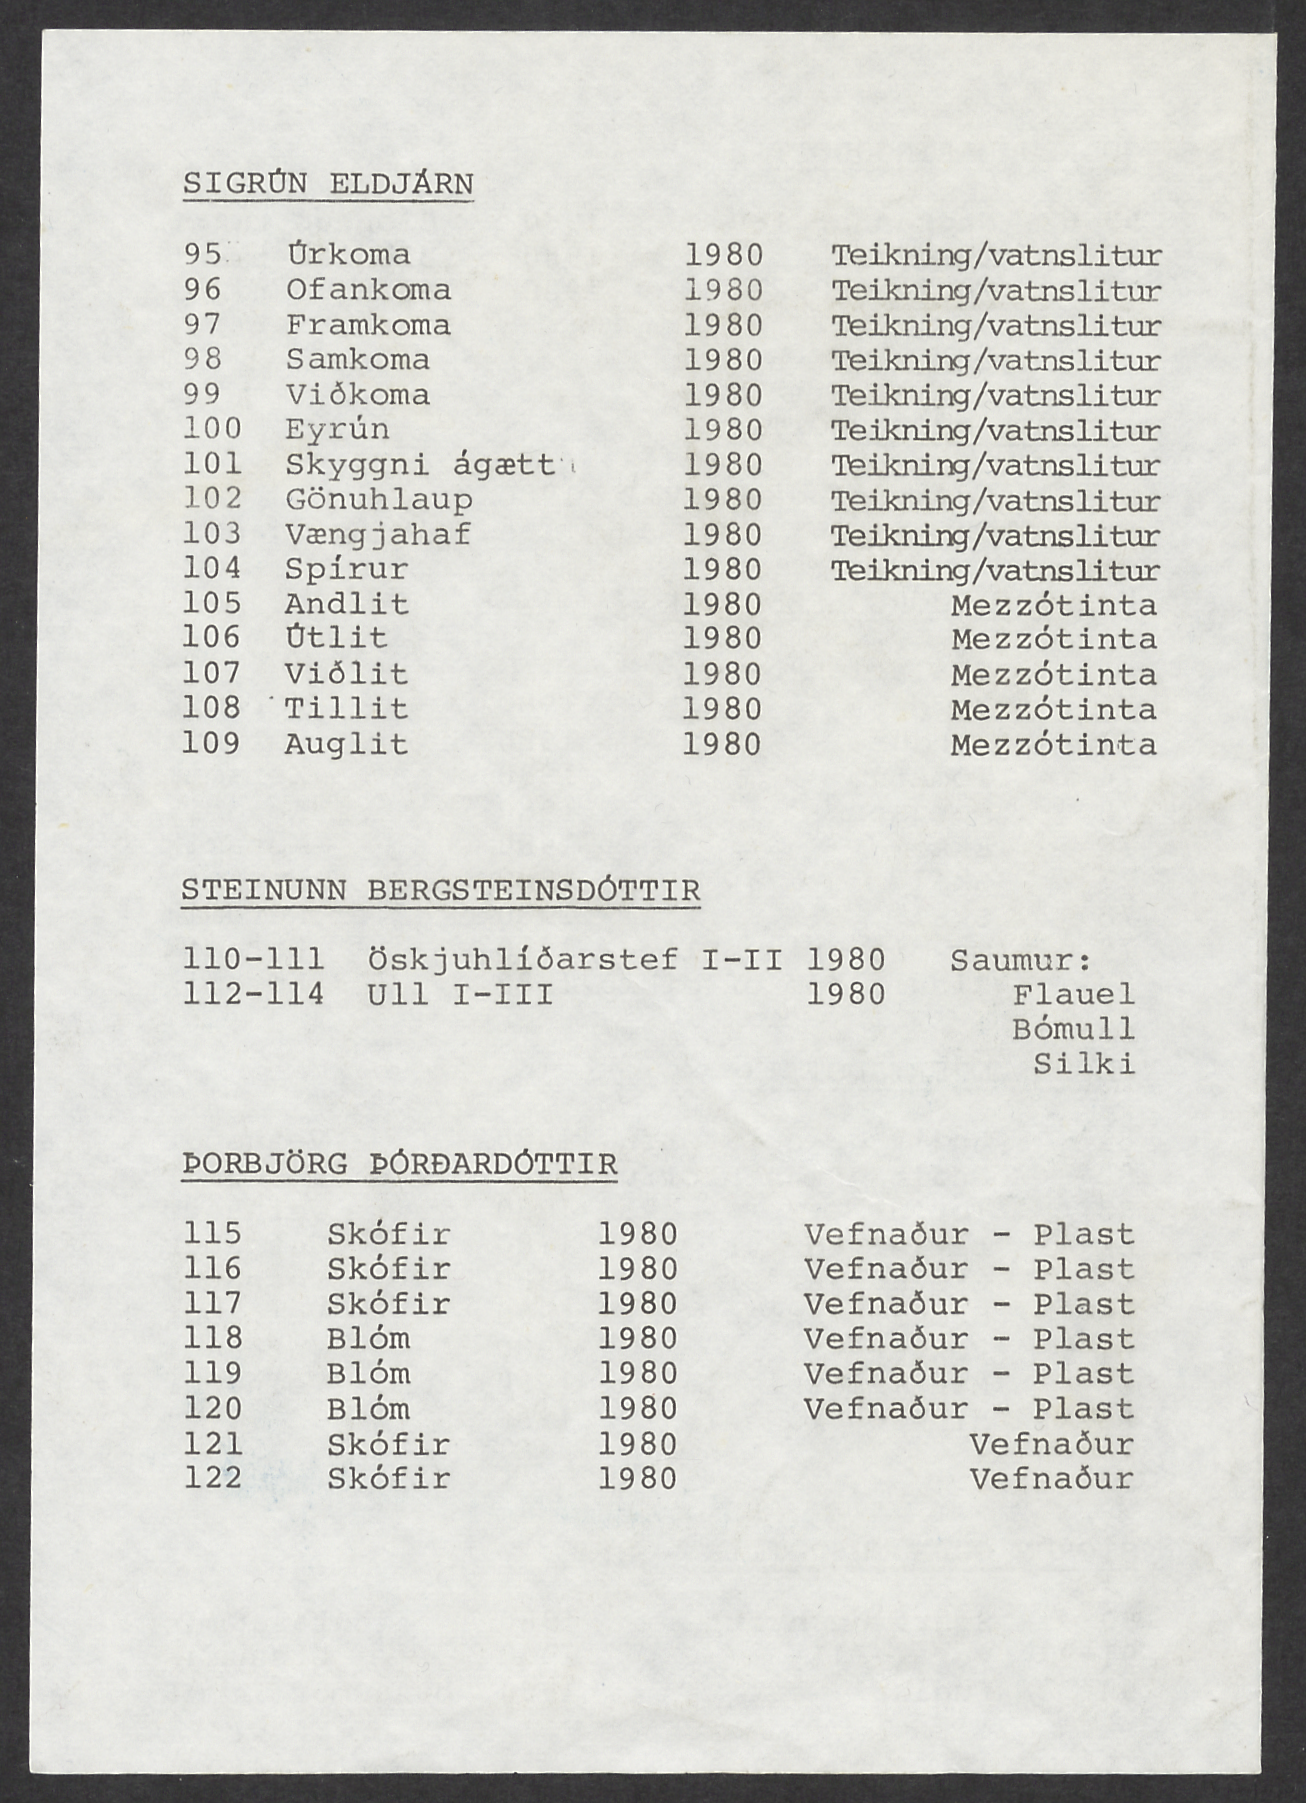 SIGRÚN ELDJÁRN
95 Úrkoma 1980 Teikning/vatnslitur
96 Ofankoma 1980 Teikning/vatnslitur
97 Framkoma 1980 Teikning/vatnslitur
98 Samkoma 1980 Teikning/vatnslitur
99 Viðkoma 1980 Teikning/vatnslitur
100 Eyrún 1980 Teikning/vatnslitur
101 Skyggni ágætt 1980 Teikning/vatnslitur
102 Gönuhlaup 1980 Teikning/vatnslitur
103 Vængjahaf 1980 Teikning/vatnslitur
104 Spírur 1980 Teikning/vatnslitur
105 Andlit 1980 Mezzótinta
106 Útlit 1980 Mezzótinta
107 Viðlit 1980 Mezzótinta
108 Tillit 1980 Mezzótinta
109 Auglit 1980 Mezzótinta
STEINUNN BERGSTEINSDÓTTIR
110-111 Öskjuhlíðarstef I-II 1980 Saumur:
112-114 Ull I-III 1980 Flauel
Bómull
Silki
ÞORBJÖRG ÞÓRÐARDÓTTIR
115 Skófir 1980 Vefnaður - Plast
116 Skófir 1980 Vefnaður - Plast
117 Skófir 1980 Vefnaður - Plast
118 Blóm 1980 Vefnaður - Plast
119 Blóm 1980 Vefnaður - Plast
120 Blóm 1980 Vefnaður - Plast
121 Skófir 1980 Vefnaður
122 Skófir 1980 Vefnaður